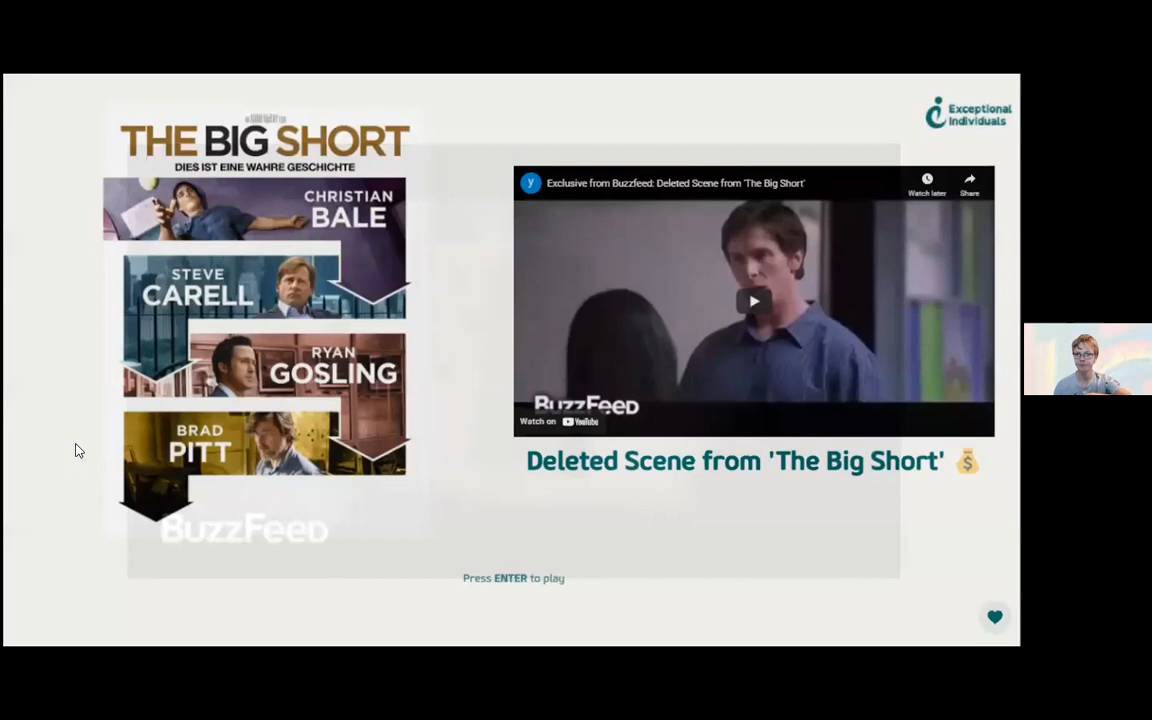 THE BIG SHORT
DIES IST EINE WAHRE GESCHICHTE
CHRISTIAN
BALE
STEVE
CARELL
RYAN
GOSLING
BRAD
PITT
BuzzFeed
Exceptional
Individuals
y
Exclusive from Buzzfeed: Deleted Scene from 'The Big Short'
Watch later
Share
BuzzFeed
Watch on YouTube
Deleted Scene from 'The Big Short' 💰
Press ENTER to play